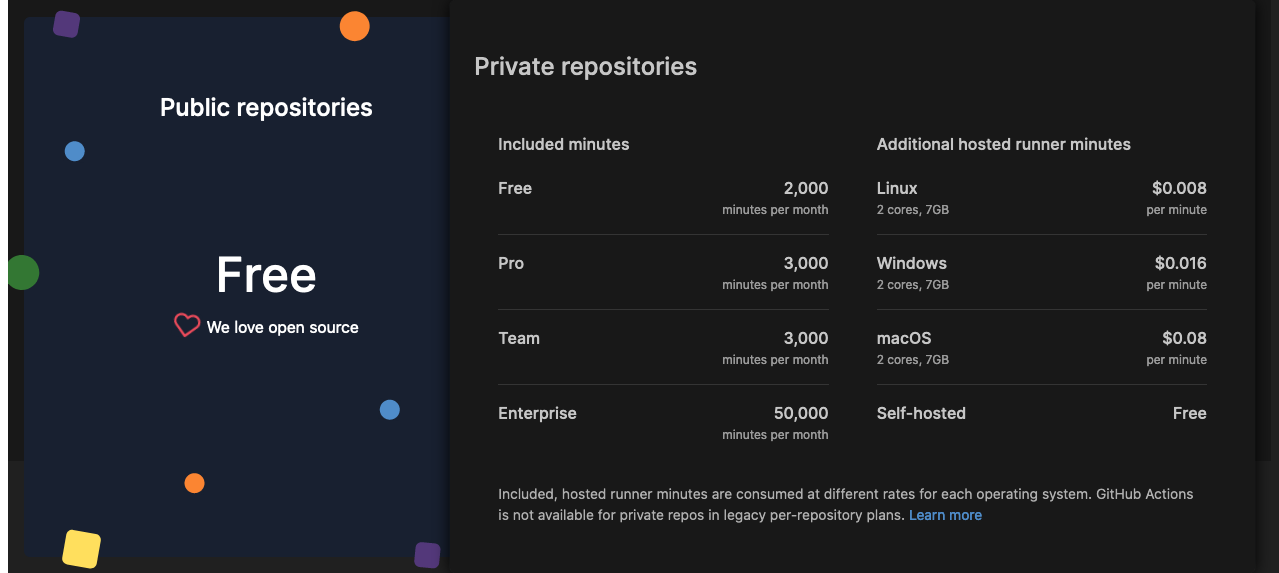 Public repositories
Free
We love open source
Private repositories
Included minutes
Free 2,000
minutes per month
Pro 3,000
minutes per month
Team 3,000
minutes per month
Enterprise 50,000
minutes per month
Additional hosted runner minutes
Linux $0.008
2 cores, 7GB per minute
Windows $0.016
2 cores, 7GB per minute
macOS $0.08
2 cores, 7GB per minute
Self-hosted Free
Included, hosted runner minutes are consumed at different rates for each operating system. GitHub Actions
is not available for private repos in legacy per-repository plans. Learn more